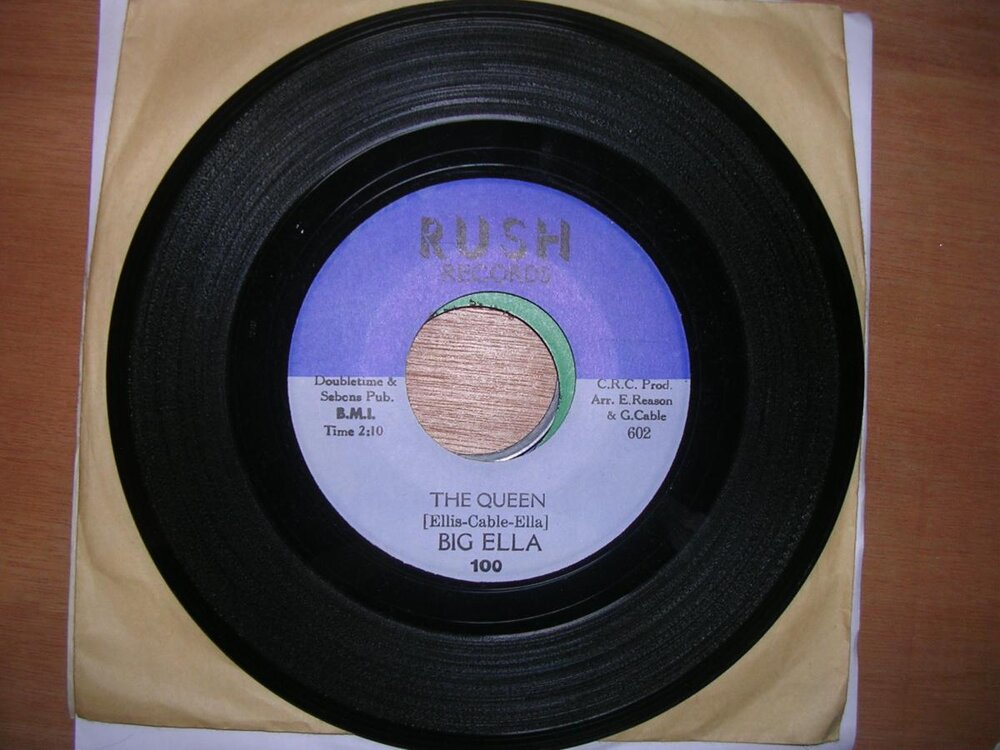 RUSH
RECORDS
Doubletime &
Sebons Pub.
B.M.I.
Time 2:10
C.R.C. Prod.
Arr. E.Reason
& G.Cable
602
THE QUEEN
[Ellis-Cable-Ella]
BIG ELLA
100